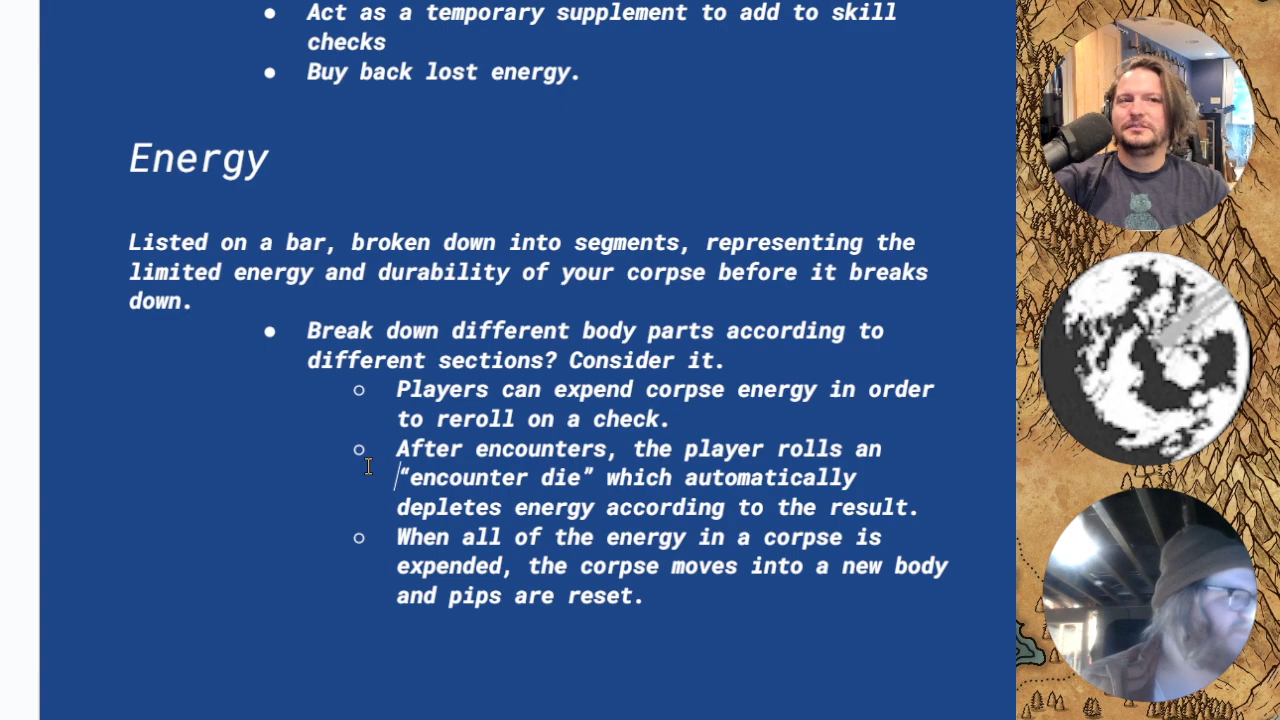 Act as a temporary supplement to add to skill
checks
Buy back lost energy.
Energy
Listed on a bar, broken down into segments, representing the
limited energy and durability of your corpse before it breaks
down.
Break down different body parts according to
different sections? Consider it.
Players can expend corpse energy in order
to reroll on a check.
After encounters, the player rolls an
“encounter die” which automatically
depletes energy according to the result.
When all of the energy in a corpse is
expended, the corpse moves into a new body
and pips are reset.